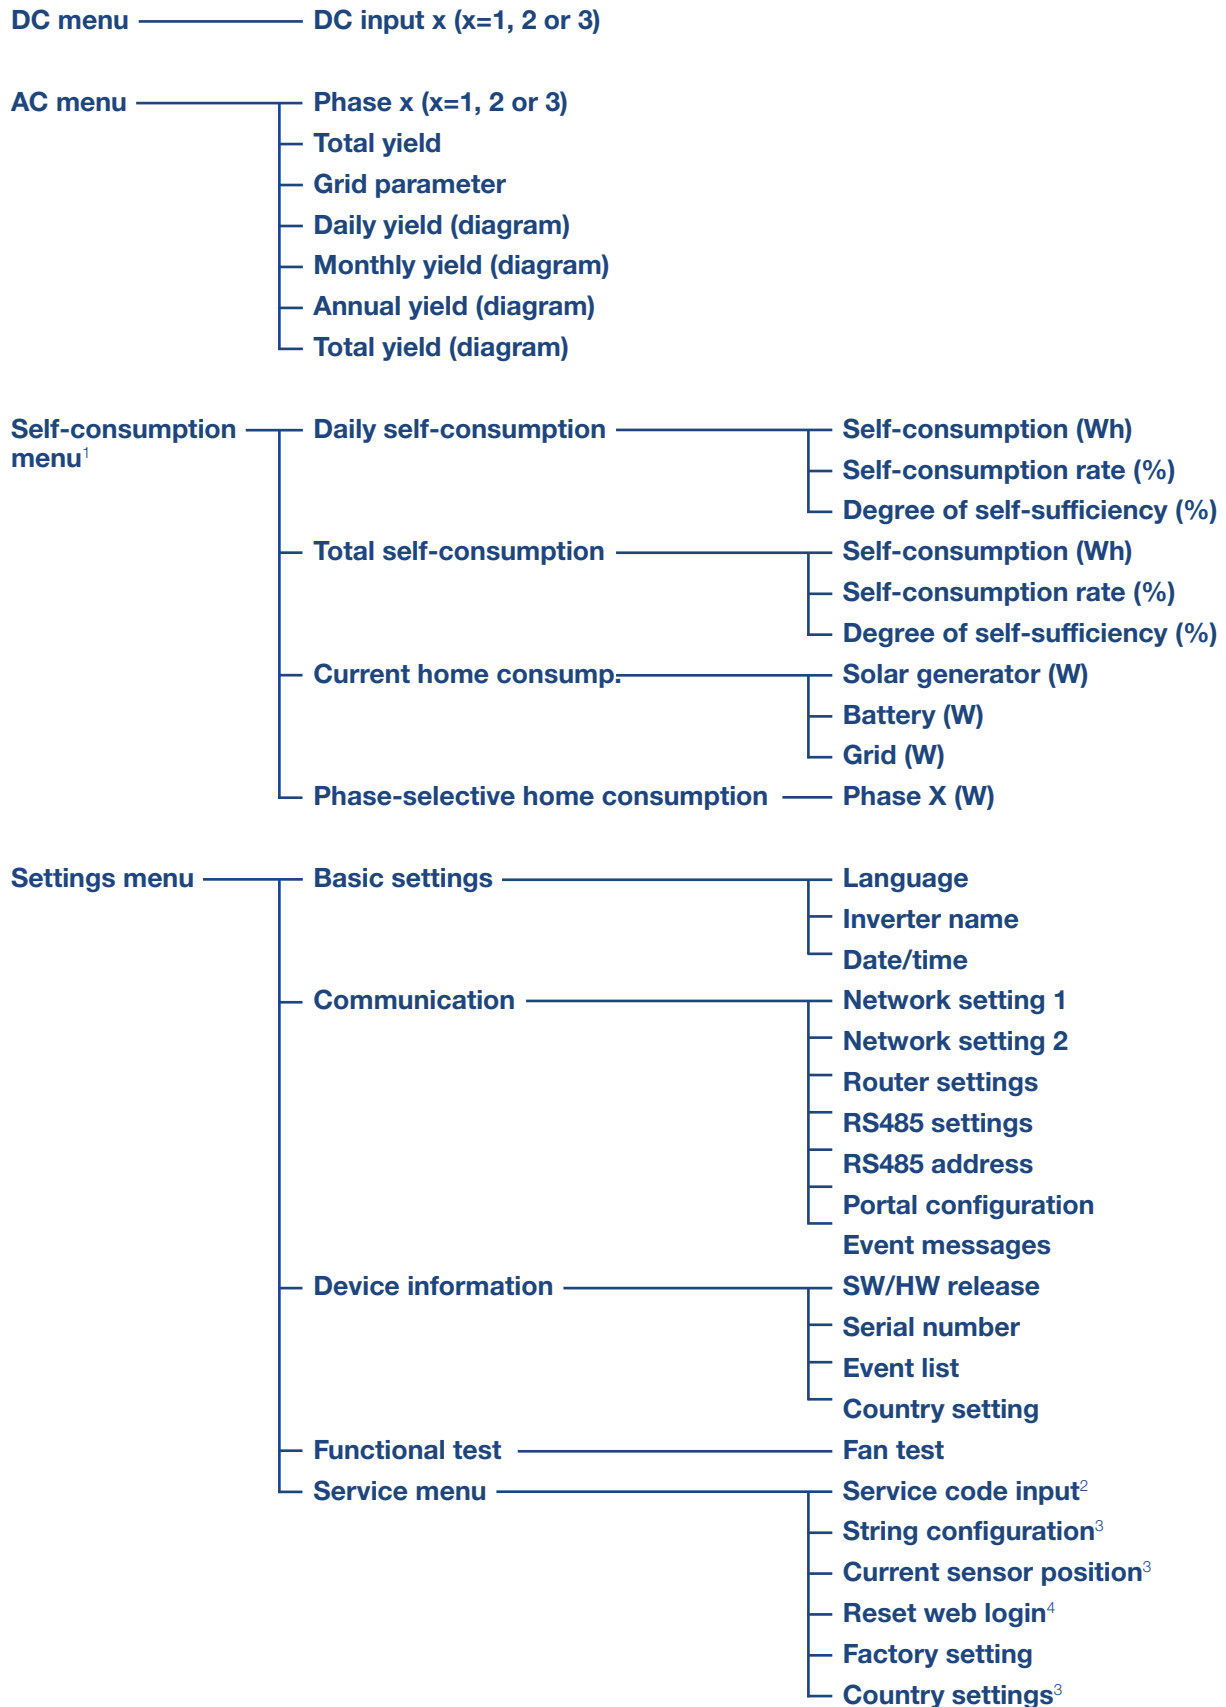 DC menu DC input x (x=1, 2 or 3)
AC menu Phase x (x=1, 2 or 3)
Total yield
Grid parameter
Daily yield (diagram)
Monthly yield (diagram)
Annual yield (diagram)
Total yield (diagram)
Self-consumption Daily self-consumption Self-consumption (Wh)
menu¹ Self-consumption rate (%)
Degree of self-sufficiency (%)
Total self-consumption Self-consumption (Wh)
Self-consumption rate (%)
Degree of self-sufficiency (%)
Current home consump. Solar generator (W)
Battery (W)
Grid (W)
Phase-selective home consumption Phase X (W)
Settings menu Basic settings Language
Inverter name
Date/time
Communication Network setting 1
Network setting 2
Router settings
RS485 settings
RS485 address
Portal configuration
Event messages
Device information SW/HW release
Serial number
Event list
Country setting
Functional test Fan test
Service menu Service code input²
String configuration³
Current sensor position³
Reset web login⁴
Factory setting
Country settings³